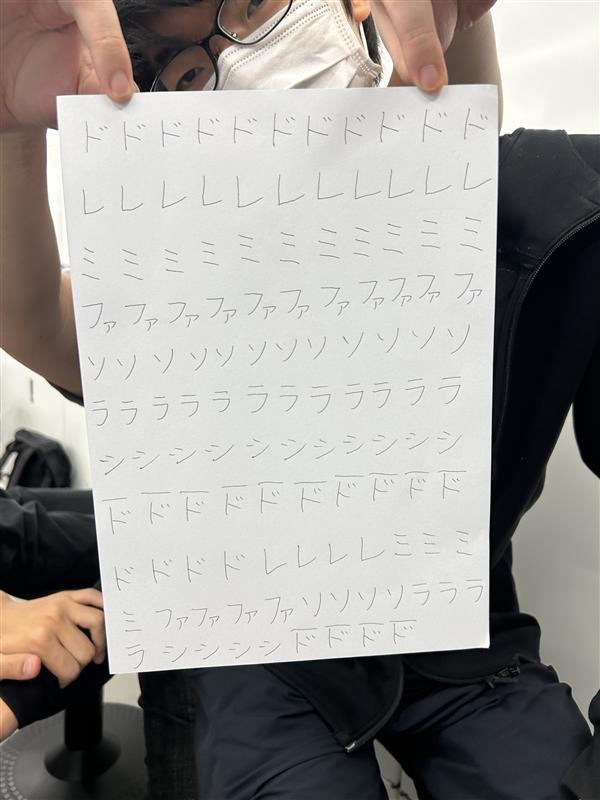 ドドドドドドドドドドド
レレレレレレレレレレレ
ミミミミミミミミミミミ
ファファファファファファファファファファファ
ソソソソソソソソソソソソ
ララララララララララララ
シシシシシシシシシシシ
ド̅ド̅ド̅ド̅ド̅ド̅ド̅ド̅ド̅ド̅
ドドドドレレレレミミミ
ミファファファファソソソソラララ
ラシシシシド̅ド̅ド̅ド̅